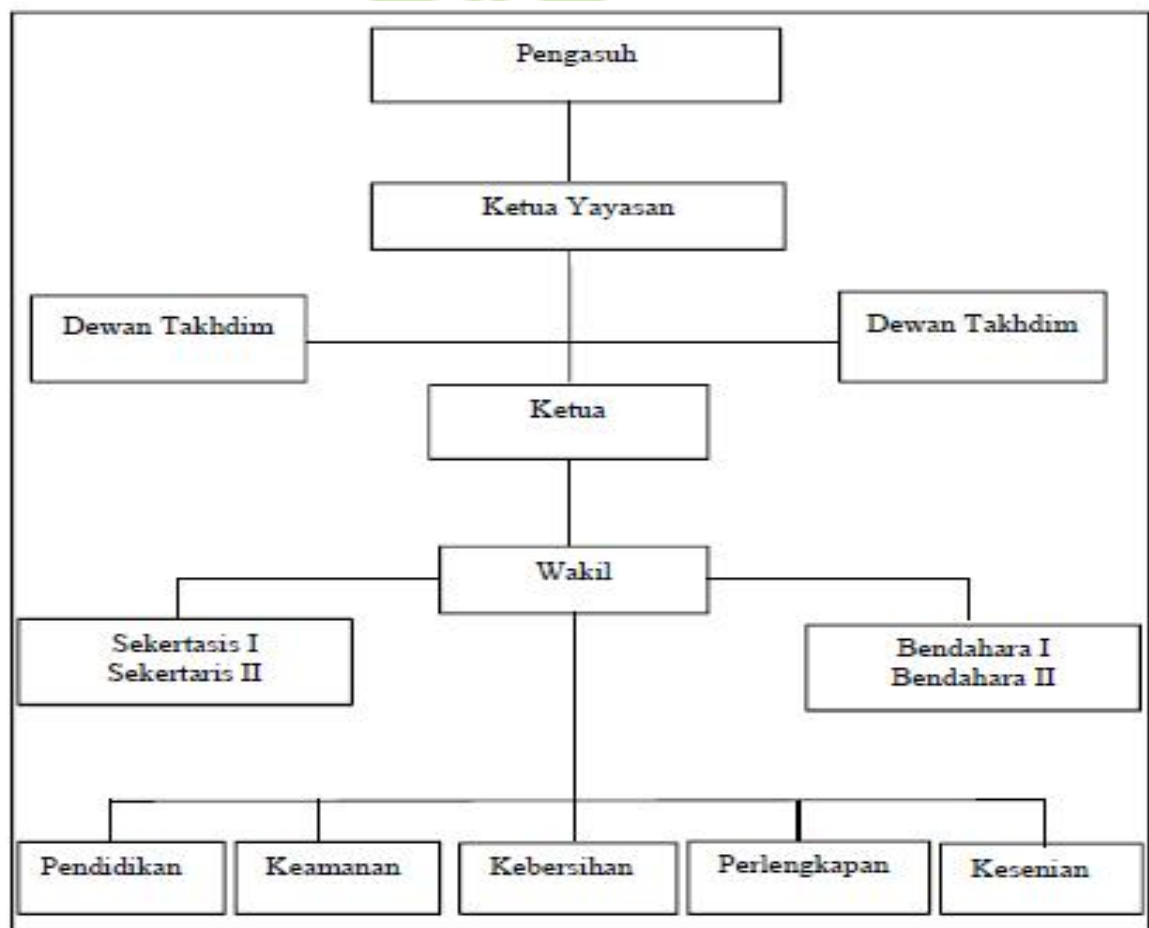 Pengasuh
Ketua Yayasan
Dewan Takhdim
Dewan Takhdim
Ketua
Wakil
Sekertasis I
Sekertaris II
Bendahara I
Bendahara II
Pendidikan
Keamanan
Kebersihan
Perlengkapan
Kesenian